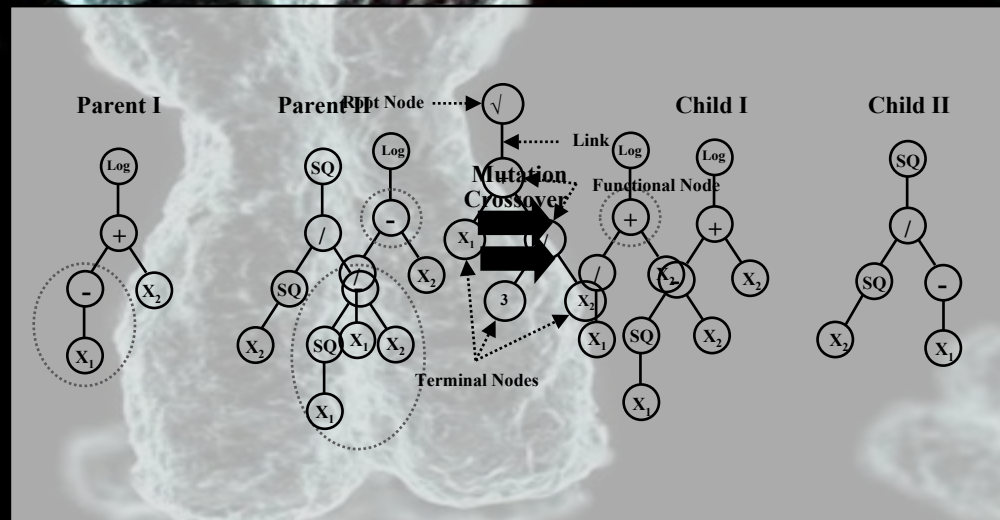 Parent I
Parent II
Root Node
√
Child I
Child II
Link
Log
SQ
Log
Log
Log
SQ
Mutation
Functional Node
Crossover
+
/
-
X1
/
+
+
/
-
X2
SQ
/
X2
3
X2
/
X2
-
X2
SQ
-
X1
X2
SQ
X1
X2
X1
SQ
X2
X2
X1
Terminal Nodes
X1
X1